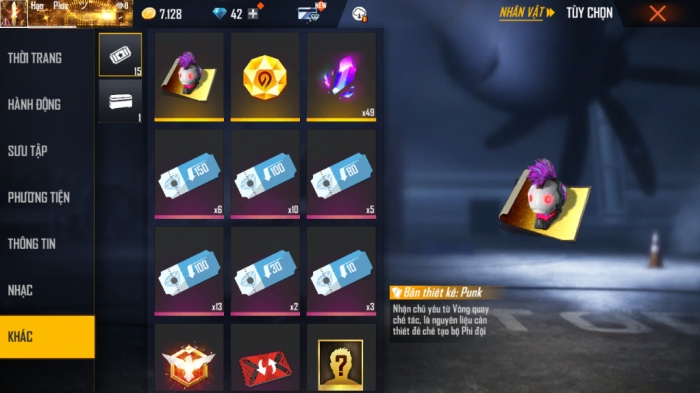 Hạo Plus
7.128
42
NEW
NHÂN VẬT
TÙY CHỌN
THỜI TRANG
HÀNH ĐỘNG
SƯU TẬP
PHƯƠNG TIỆN
THÔNG TIN
NHẠC
KHÁC
15
1
x49
150
x6
100
x10
80
x5
100
x13
30
x2
10
x3
?
Bản thiết kế: Punk
Nhận chủ yếu từ Vòng quay
chế tác, là nguyên liệu cần
thiết để chế tạo bộ Phi đội